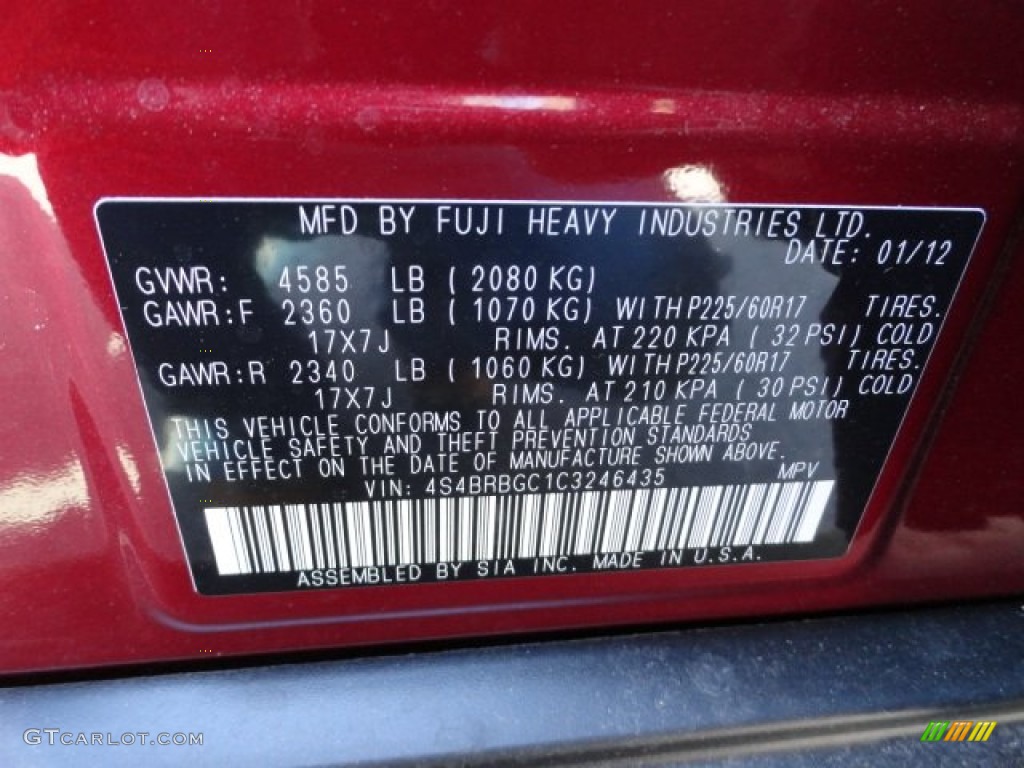 MFD BY FUJI HEAVY INDUSTRIES LTD.
DATE: 01/12
GVWR: 4585 LB ( 2080 KG)
GAWR:F 2360 LB ( 1070 KG) WITH P225/60R17 TIRES.
17X7J RIMS. AT 220 KPA ( 32 PSI) COLD
GAWR:R 2340 LB ( 1060 KG) WITH P225/60R17 TIRES.
17X7J RIMS. AT 210 KPA ( 30 PSI) COLD
THIS VEHICLE CONFORMS TO ALL APPLICABLE FEDERAL MOTOR
VEHICLE SAFETY AND THEFT PREVENTION STANDARDS
IN EFFECT ON THE DATE OF MANUFACTURE SHOWN ABOVE.
VIN: 4S4BRBGC1C3246435 MPV
ASSEMBLED BY SIA INC. MADE IN U.S.A.
GTCARLOT.COM